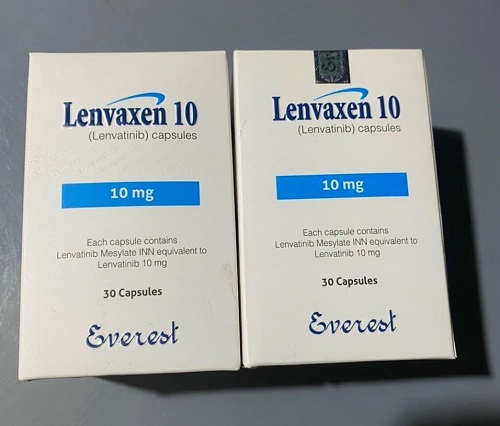 Lenvaxen 10
(Lenvatinib) capsules
10 mg
Each capsule contains
Lenvatinib Mesylate INN equivalent to
Lenvatinib 10 mg
30 Capsules
Everest
Lenvaxen 10
(Lenvatinib) capsules
10 mg
Each capsule contains
Lenvatinib Mesylate INN equivalent to
Lenvatinib 10 mg
30 Capsules
Everest